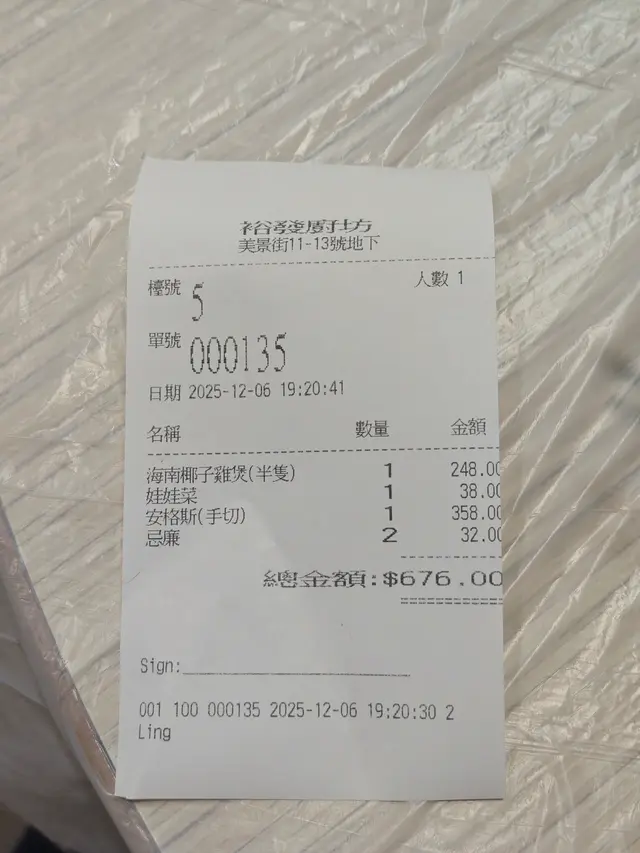 裕發廚坊
美景街11-13號地下
檯號 5 人數 1
單號 000135
日期 2025-12-06 19:20:41
名稱 數量 金額
海南椰子雞煲(半隻) 1 248.00
娃娃菜 1 38.00
安格斯(手切) 1 358.00
忌廉 2 32.00
總金額:$676.00
Sign:
001 100 000135 2025-12-06 19:20:30 2
Ling